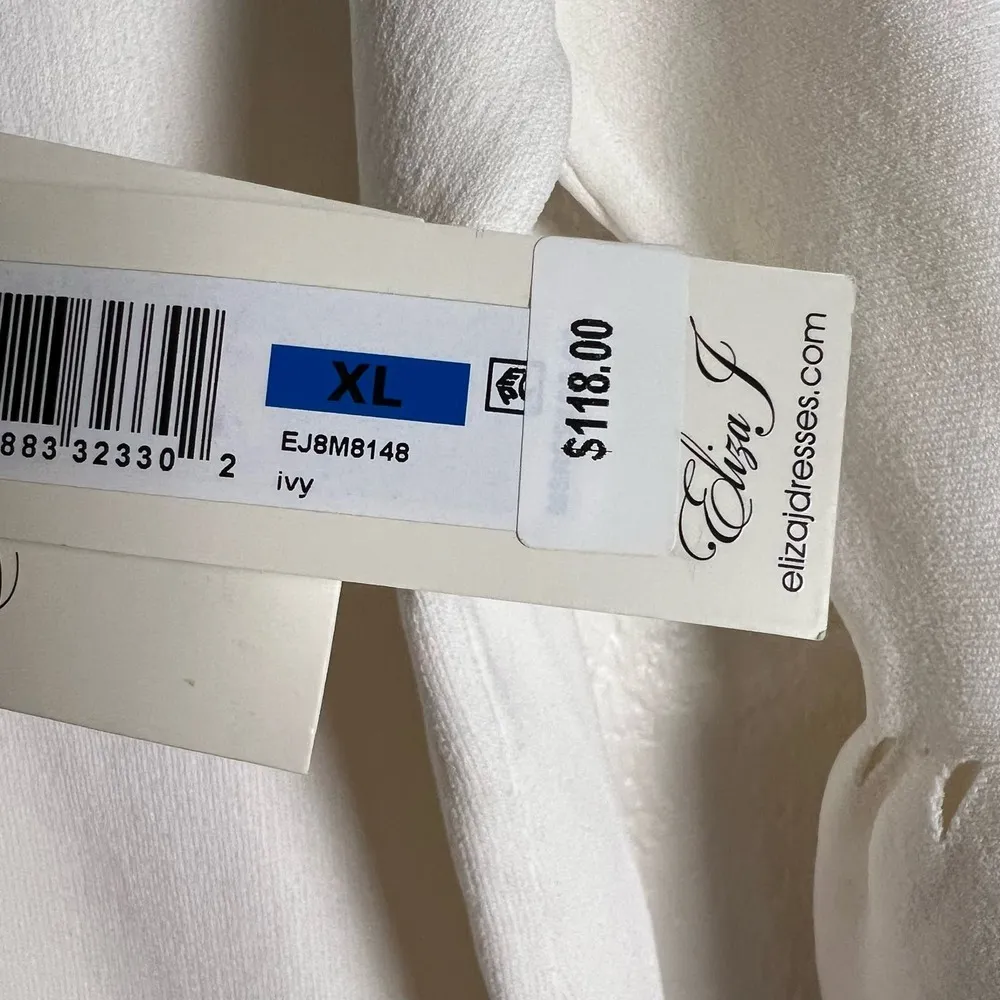 883 32330 2
XL
EJ8M8148
ivy
$118.00
Eliza J
elizajdresses.com